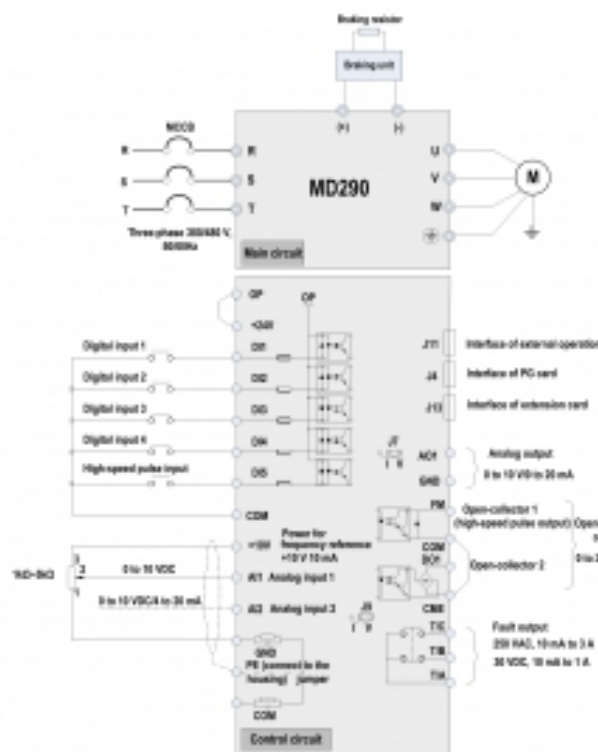 Braking resistor
Braking unit
(+) (-)
MCCB
R R U
S S V M
T T W
MD290
Three phase 380/480 V,
50/60Hz
Main circuit
OP OP
+24V
Digital input 1 DI1 J11 Interface of external operation
Digital input 2 DI2 J4 Interface of PG card
Digital input 3 DI3 J13 Interface of extension card
Digital input 4 DI4 J7 AO1 Analog output
I V
High-speed pulse input DI5 GND 0 to 10 V/0 to 20 mA
COM FM Open-collector 1
(high-speed pulse output)
+10V Power for
frequency reference
+10 V 10 mA
COM
DO1 Open-collector 2
1kΩ~5kΩ 0 to 10 VDC AI1 Analog input 1
0 to 10 VDC/4 to 20 mA AI2 Analog input 2
J9 CME
I V
GND T/C Fault output
PE (connect to the
housing) jumper
T/B 250 VAC, 10 mA to 3 A
T/A 30 VDC, 10 mA to 1 A
COM
Control circuit